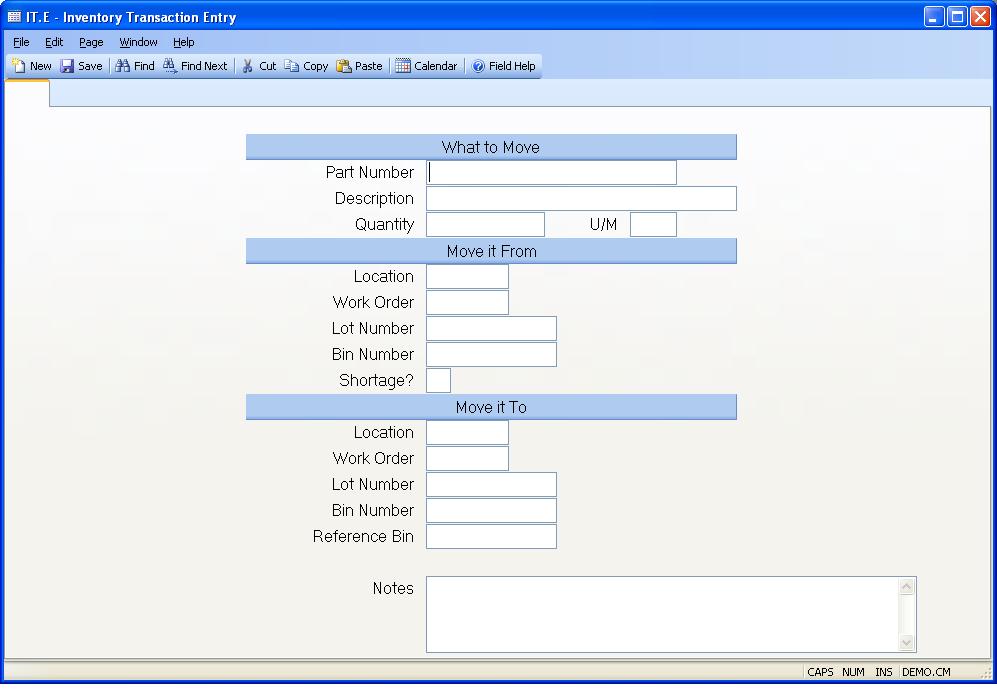 IT.E - Inventory Transaction Entry
File Edit Page Window Help
New Save Find Find Next Cut Copy Paste Calendar Field Help
What to Move
Part Number
Description
Quantity U/M
Move it From
Location
Work Order
Lot Number
Bin Number
Shortage?
Move it To
Location
Work Order
Lot Number
Bin Number
Reference Bin
Notes
CAPS NUM INS DEMO.CM